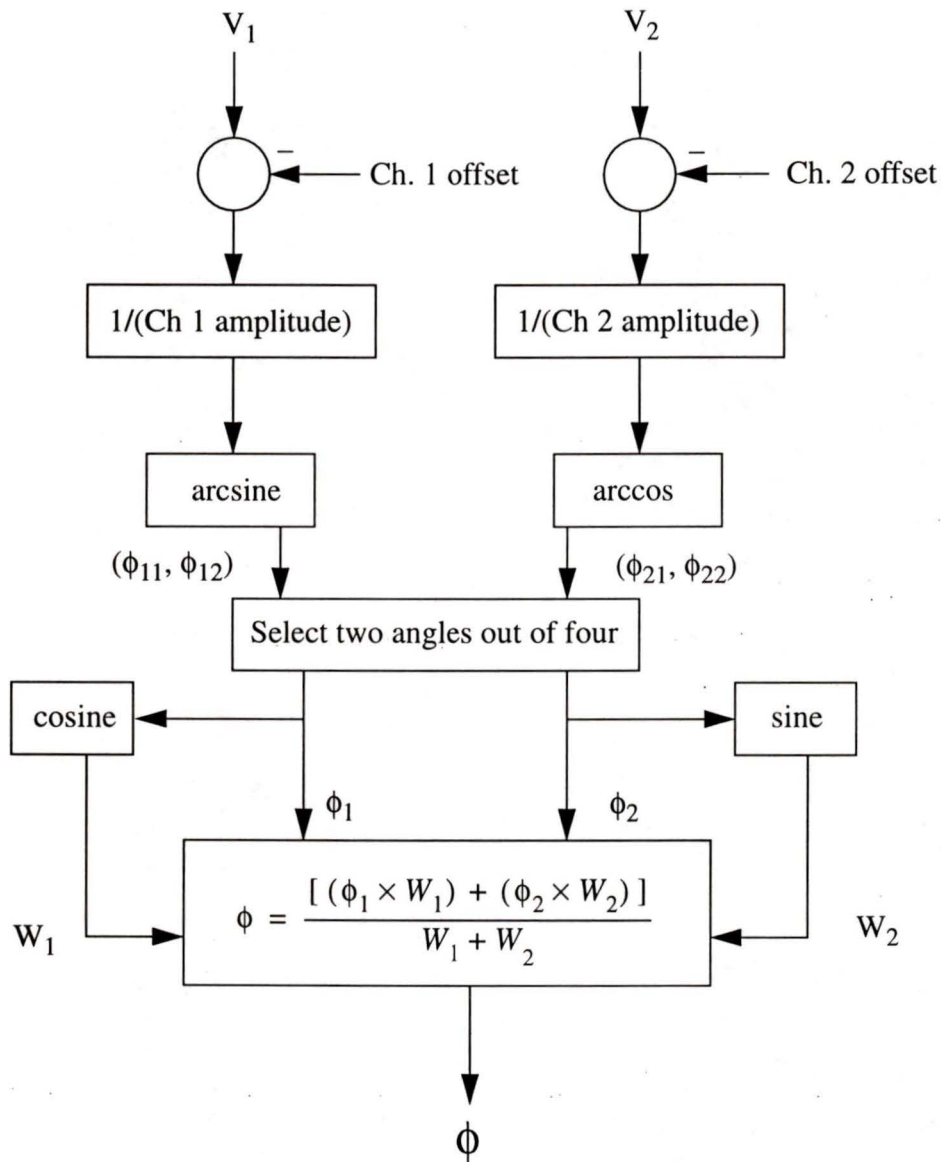 V₁ V₂
− Ch. 1 offset − Ch. 2 offset
1/(Ch 1 amplitude) 1/(Ch 2 amplitude)
arcsine arccos
(ϕ₁₁, ϕ₁₂) (ϕ₂₁, ϕ₂₂)
Select two angles out of four
cosine sine
ϕ₁ ϕ₂
ϕ = [ (ϕ₁ × W₁) + (ϕ₂ × W₂) ] / W₁ + W₂
W₁ W₂
ϕ